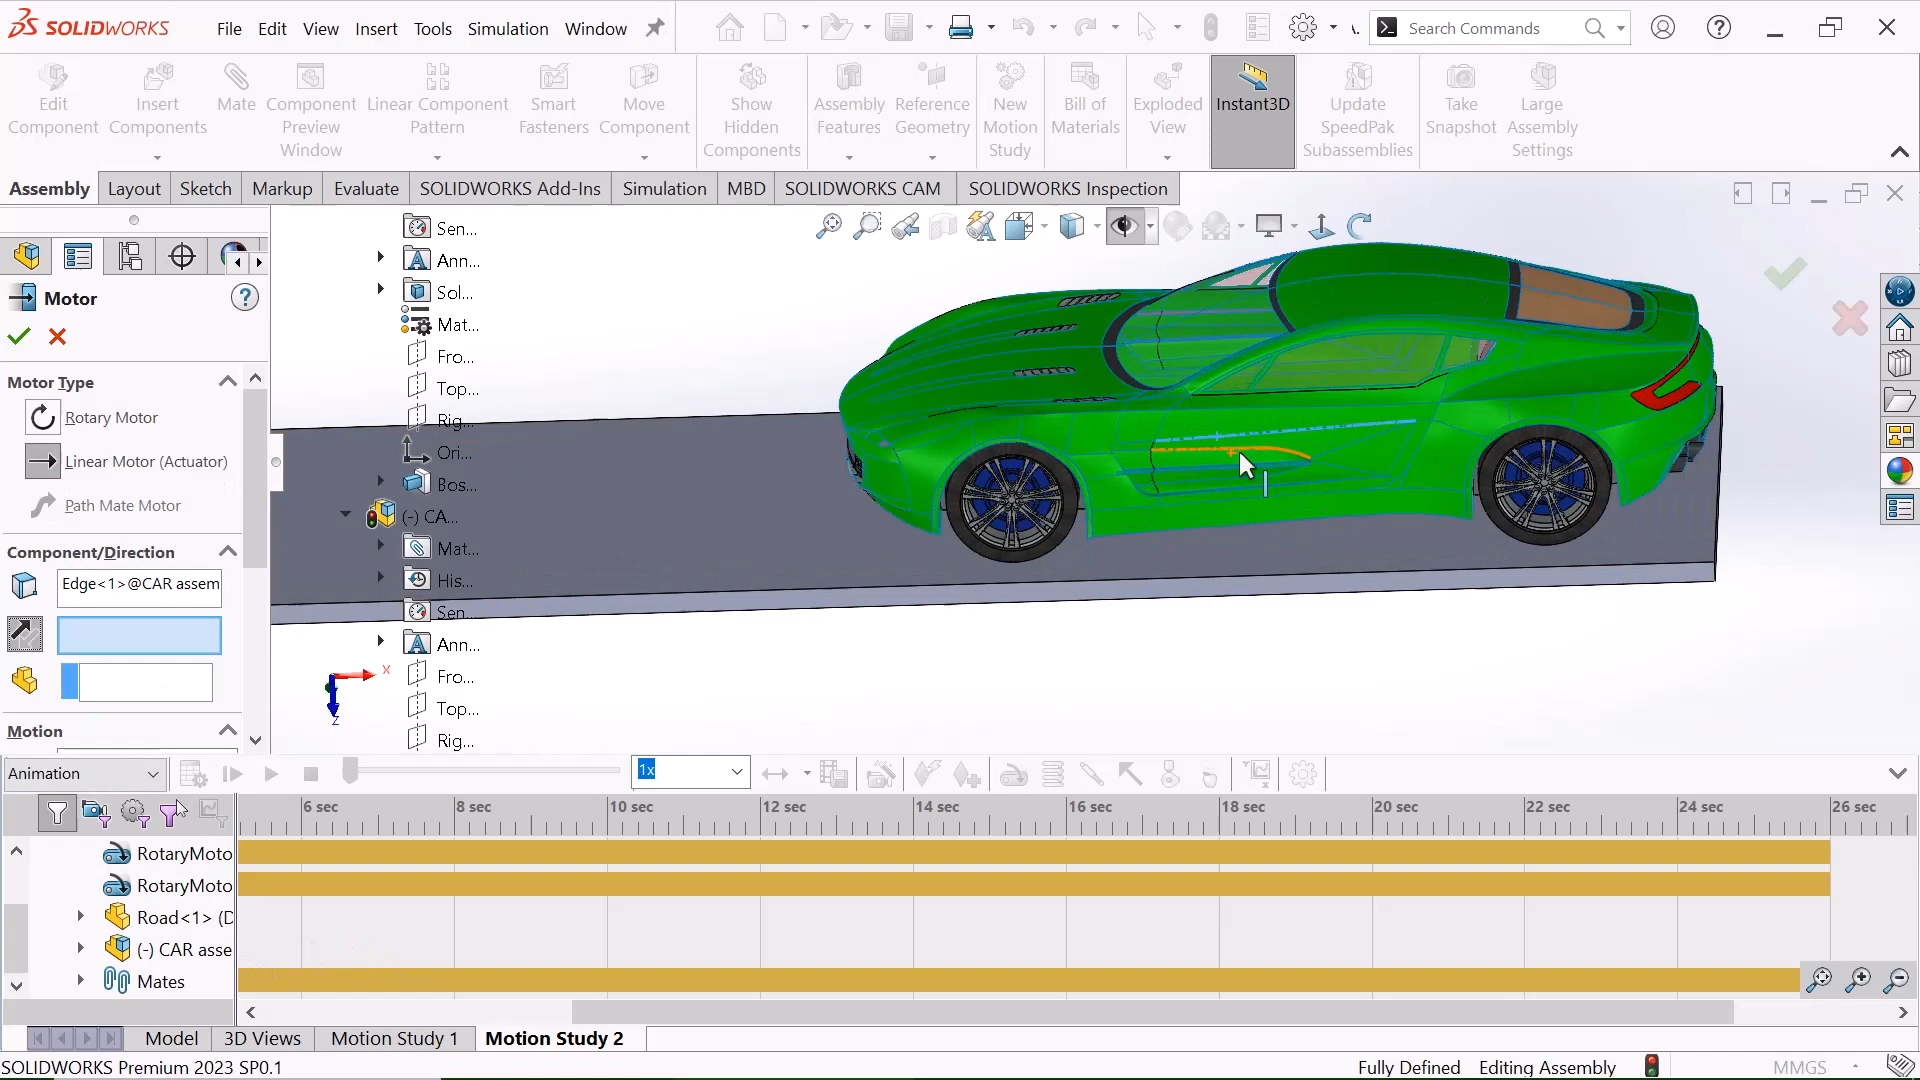 SOLIDWORKS File Edit View Insert Tools Simulation Window Search Commands
Edit Component
Insert Components
Mate
Component Preview Window
Linear Component Pattern
Smart Fasteners
Move Component
Show Hidden Components
Assembly Features
Reference Geometry
New Motion Study
Bill of Materials
Exploded View
Instant3D
Update SpeedPak Subassemblies
Take Snapshot
Large Assembly Settings
Assembly Layout Sketch Markup Evaluate SOLIDWORKS Add-Ins Simulation MBD SOLIDWORKS CAM SOLIDWORKS Inspection
Motor
Motor Type
Rotary Motor
Linear Motor (Actuator)
Path Mate Motor
Component/Direction
Edge<1>@CAR assem
Motion
Sen...
Ann...
Sol...
Mat...
Fro...
Top...
Rig...
Ori...
Bos...
(-) CA...
Mat...
His...
Sen...
Ann...
Fro...
Top...
Rig...
X
Z
Animation 1x
6 sec 8 sec 10 sec 12 sec 14 sec 16 sec 18 sec 20 sec 22 sec 24 sec 26 sec
RotaryMoto
RotaryMoto
Road<1> (D
(-) CAR asse
Mates
Model 3D Views Motion Study 1 Motion Study 2
SOLIDWORKS Premium 2023 SP0.1 Fully Defined Editing Assembly MMGS